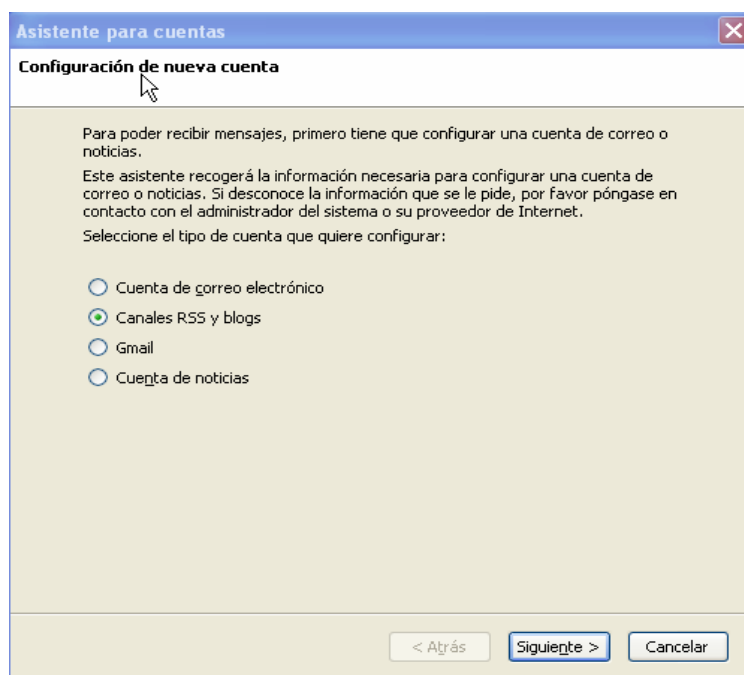 Asistente para cuentas
Configuración de nueva cuenta
Para poder recibir mensajes, primero tiene que configurar una cuenta de correo o
noticias.
Este asistente recogerá la información necesaria para configurar una cuenta de
correo o noticias. Si desconoce la información que se le pide, por favor póngase en
contacto con el administrador del sistema o su proveedor de Internet.
Seleccione el tipo de cuenta que quiere configurar:
Cuenta de correo electrónico
Canales RSS y blogs
Gmail
Cuenta de noticias
< Atrás Siguiente > Cancelar